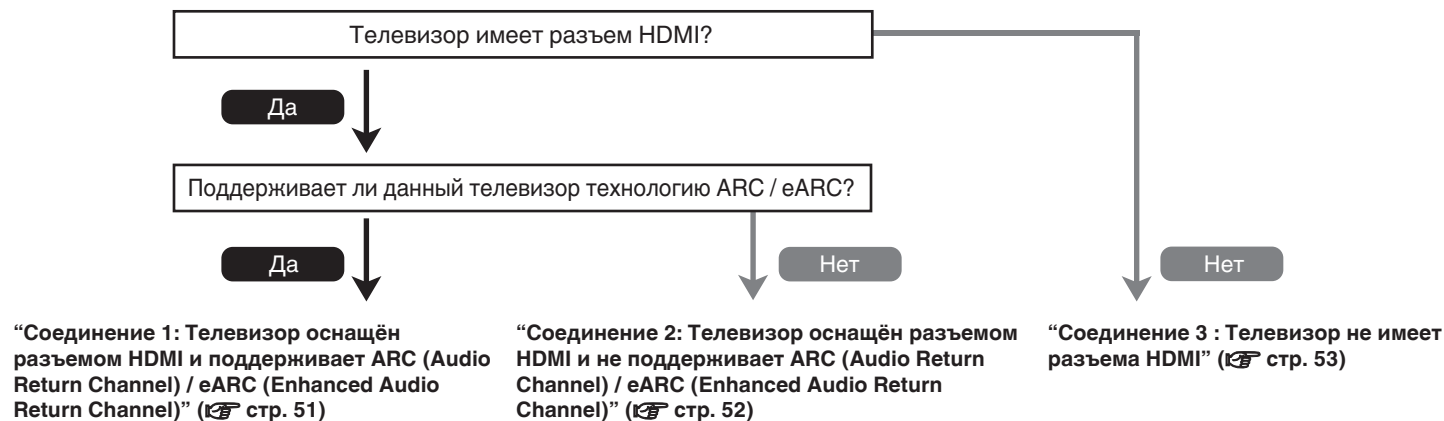 Телевизор имеет разъем HDMI?
Да
Поддерживает ли данный телевизор технологию ARC / eARC?
Да
Нет
Нет
“Соединение 1: Телевизор оснащён
разъемом HDMI и поддерживает ARC (Audio
Return Channel) / eARC (Enhanced Audio
Return Channel)” (☞ стр. 51)
“Соединение 2: Телевизор оснащён разъемом
HDMI и не поддерживает ARC (Audio Return
Channel) / eARC (Enhanced Audio Return
Channel)” (☞ стр. 52)
“Соединение 3 : Телевизор не имеет
разъема HDMI” (☞ стр. 53)